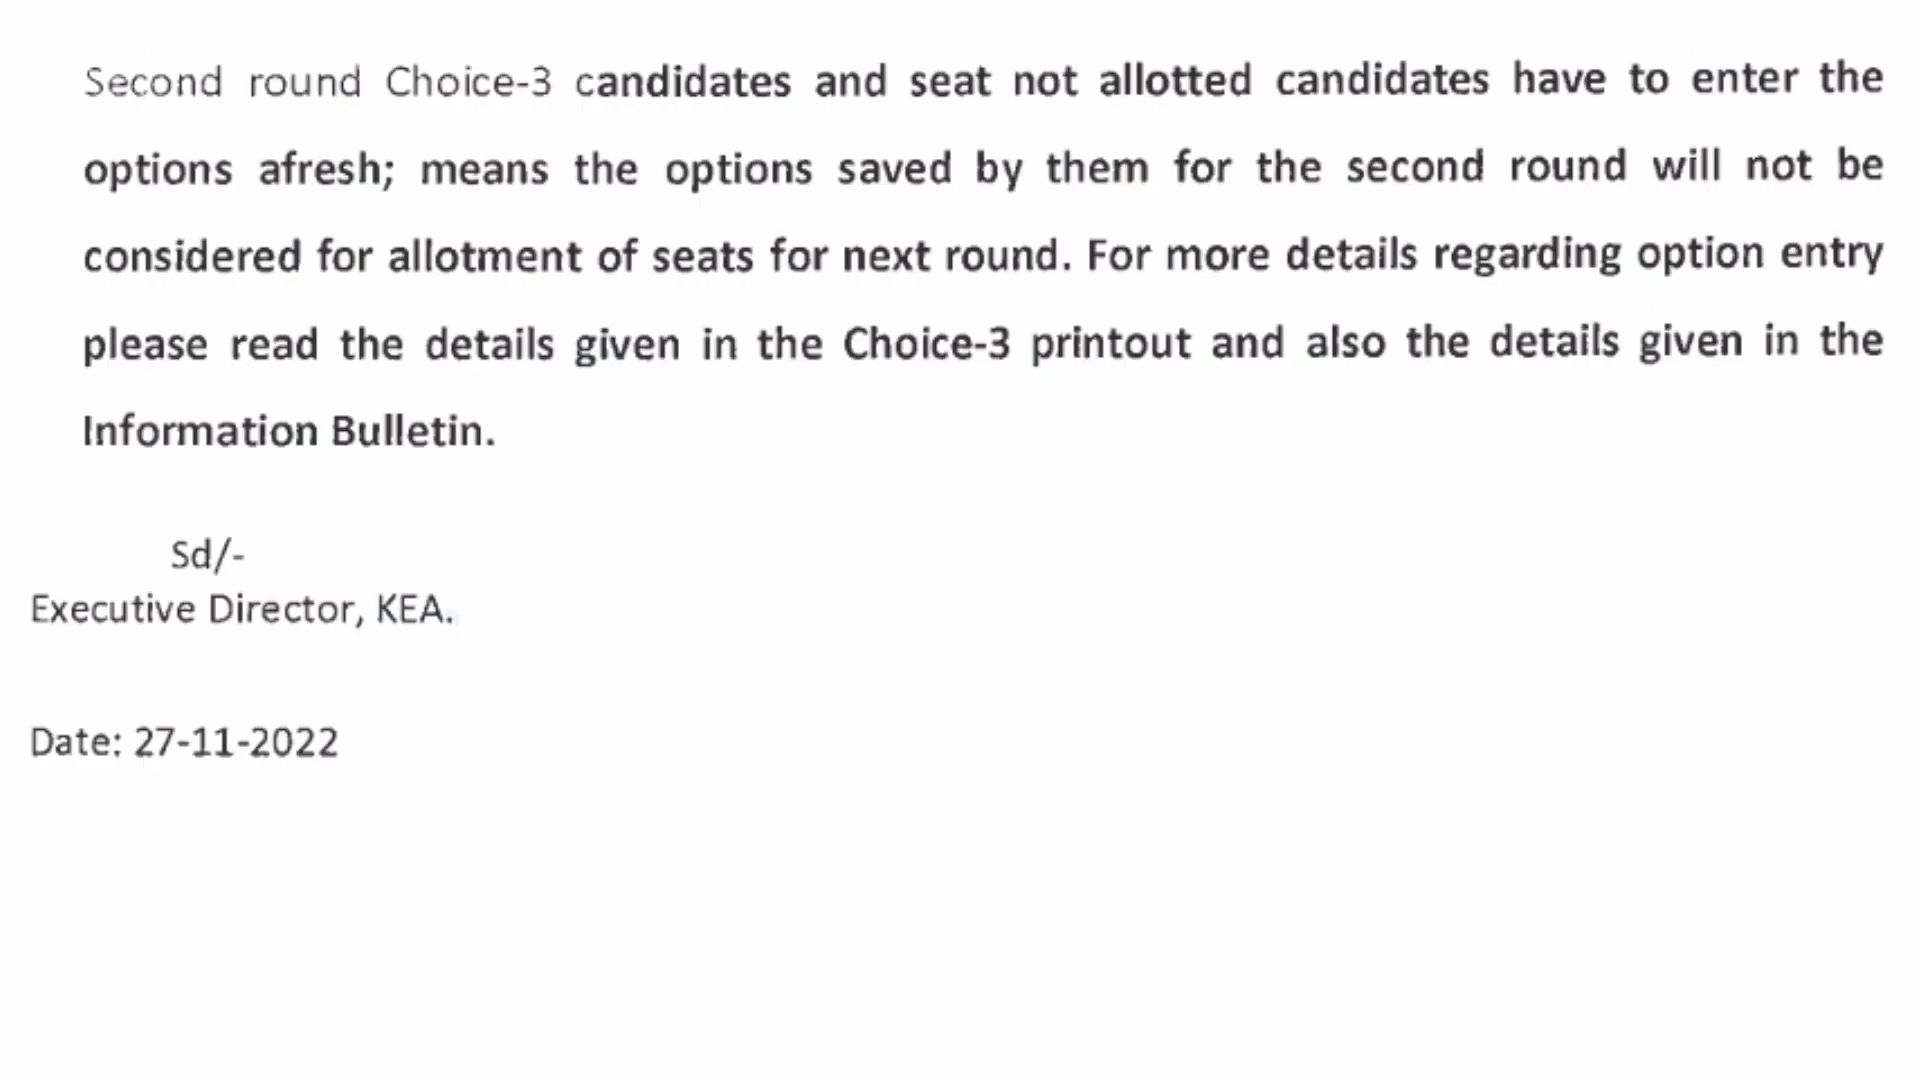 Second round Choice-3 candidates and seat not allotted candidates have to enter the
options afresh; means the options saved by them for the second round will not be
considered for allotment of seats for next round. For more details regarding option entry
please read the details given in the Choice-3 printout and also the details given in the
Information Bulletin.
Sd/-
Executive Director, KEA.
Date: 27-11-2022